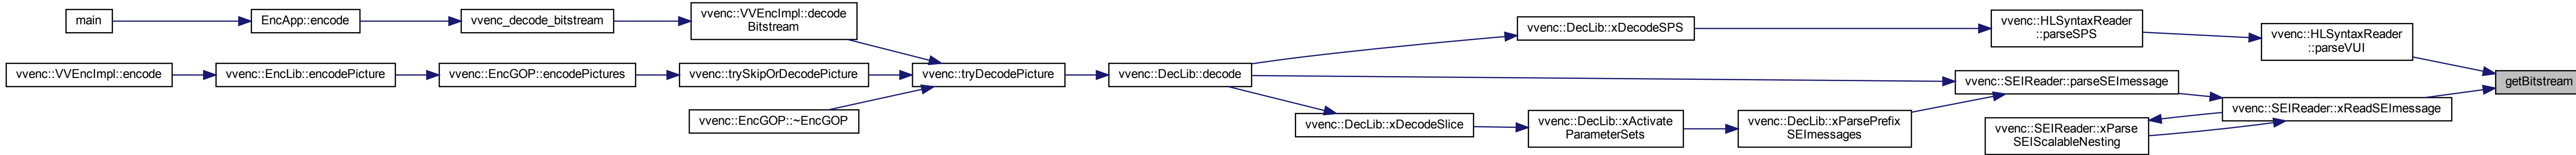 main
EncApp::encode
vvenc_decode_bitstream
vvenc::VVEncImpl::decode
Bitstream
vvenc::DecLib::xDecodeSPS
vvenc::HLSyntaxReader
::parseSPS
vvenc::HLSyntaxReader
::parseVUI
vvenc::VVEncImpl::encode
vvenc::EncLib::encodePicture
vvenc::EncGOP::encodePictures
vvenc::trySkipOrDecodePicture
vvenc::tryDecodePicture
vvenc::DecLib::decode
vvenc::SEIReader::parseSEImessage
getBitstream
vvenc::EncGOP::~EncGOP
vvenc::DecLib::xDecodeSlice
vvenc::DecLib::xActivate
ParameterSets
vvenc::DecLib::xParsePrefix
SEImessages
vvenc::SEIReader::xReadSEImessage
vvenc::SEIReader::xParse
SEIScalableNesting